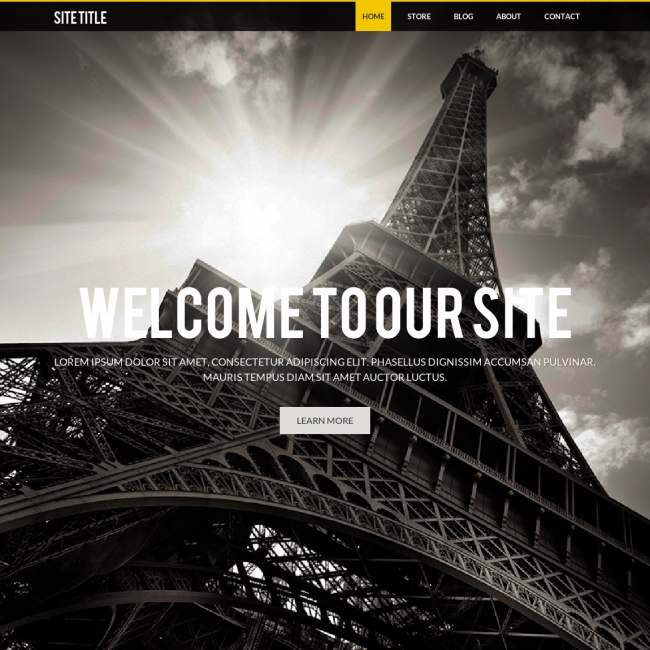 SITE TITLE
HOME STORE BLOG ABOUT CONTACT
WELCOME TO OUR SITE
LOREM IPSUM DOLOR SIT AMET, CONSECTETUR ADIPISCING ELIT. PHASELLUS DIGNISSIM ACCUMSAN PULVINAR.
MAURIS TEMPUS DIAM SIT AMET AUCTOR LUCTUS.
LEARN MORE